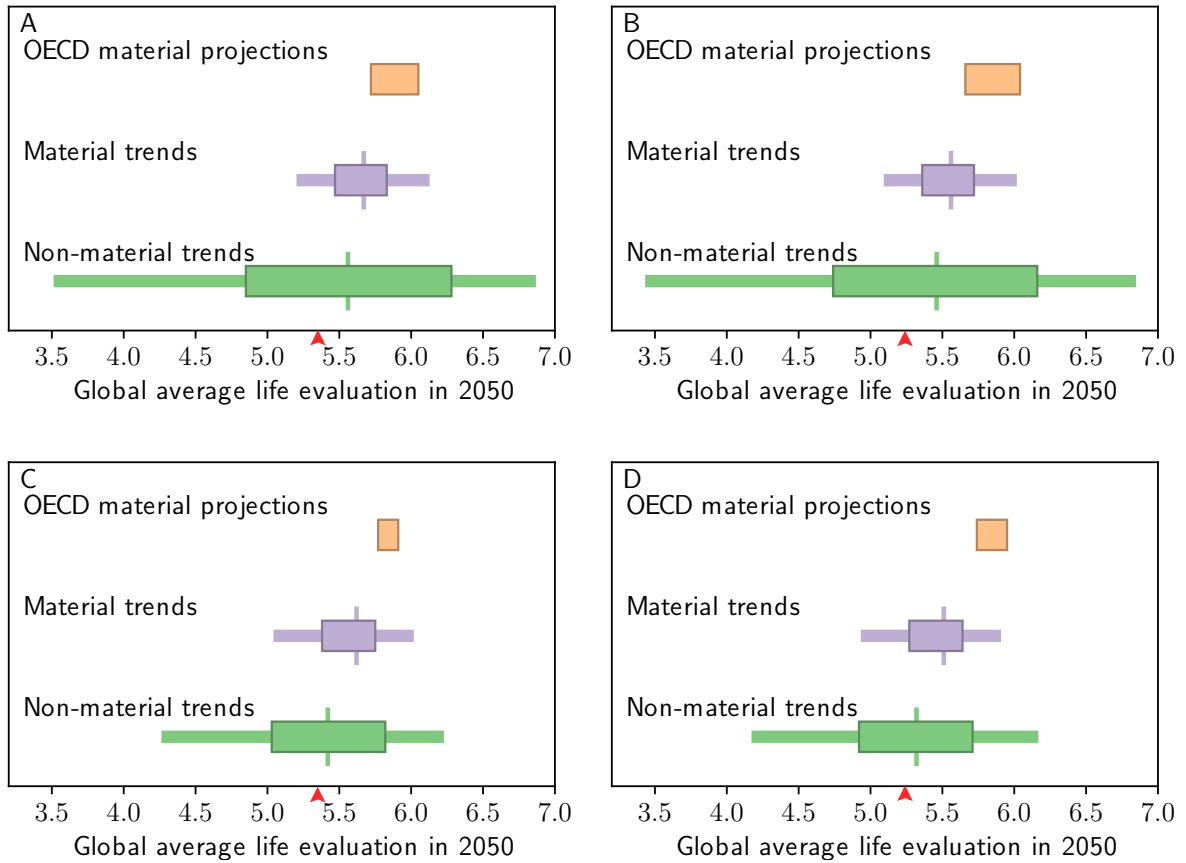 A
OECD material projections
Material trends
Non-material trends
3.5 4.0 4.5 5.0 5.5 6.0 6.5 7.0
Global average life evaluation in 2050
B
OECD material projections
Material trends
Non-material trends
3.5 4.0 4.5 5.0 5.5 6.0 6.5 7.0
Global average life evaluation in 2050
C
OECD material projections
Material trends
Non-material trends
3.5 4.0 4.5 5.0 5.5 6.0 6.5 7.0
Global average life evaluation in 2050
D
OECD material projections
Material trends
Non-material trends
3.5 4.0 4.5 5.0 5.5 6.0 6.5 7.0
Global average life evaluation in 2050